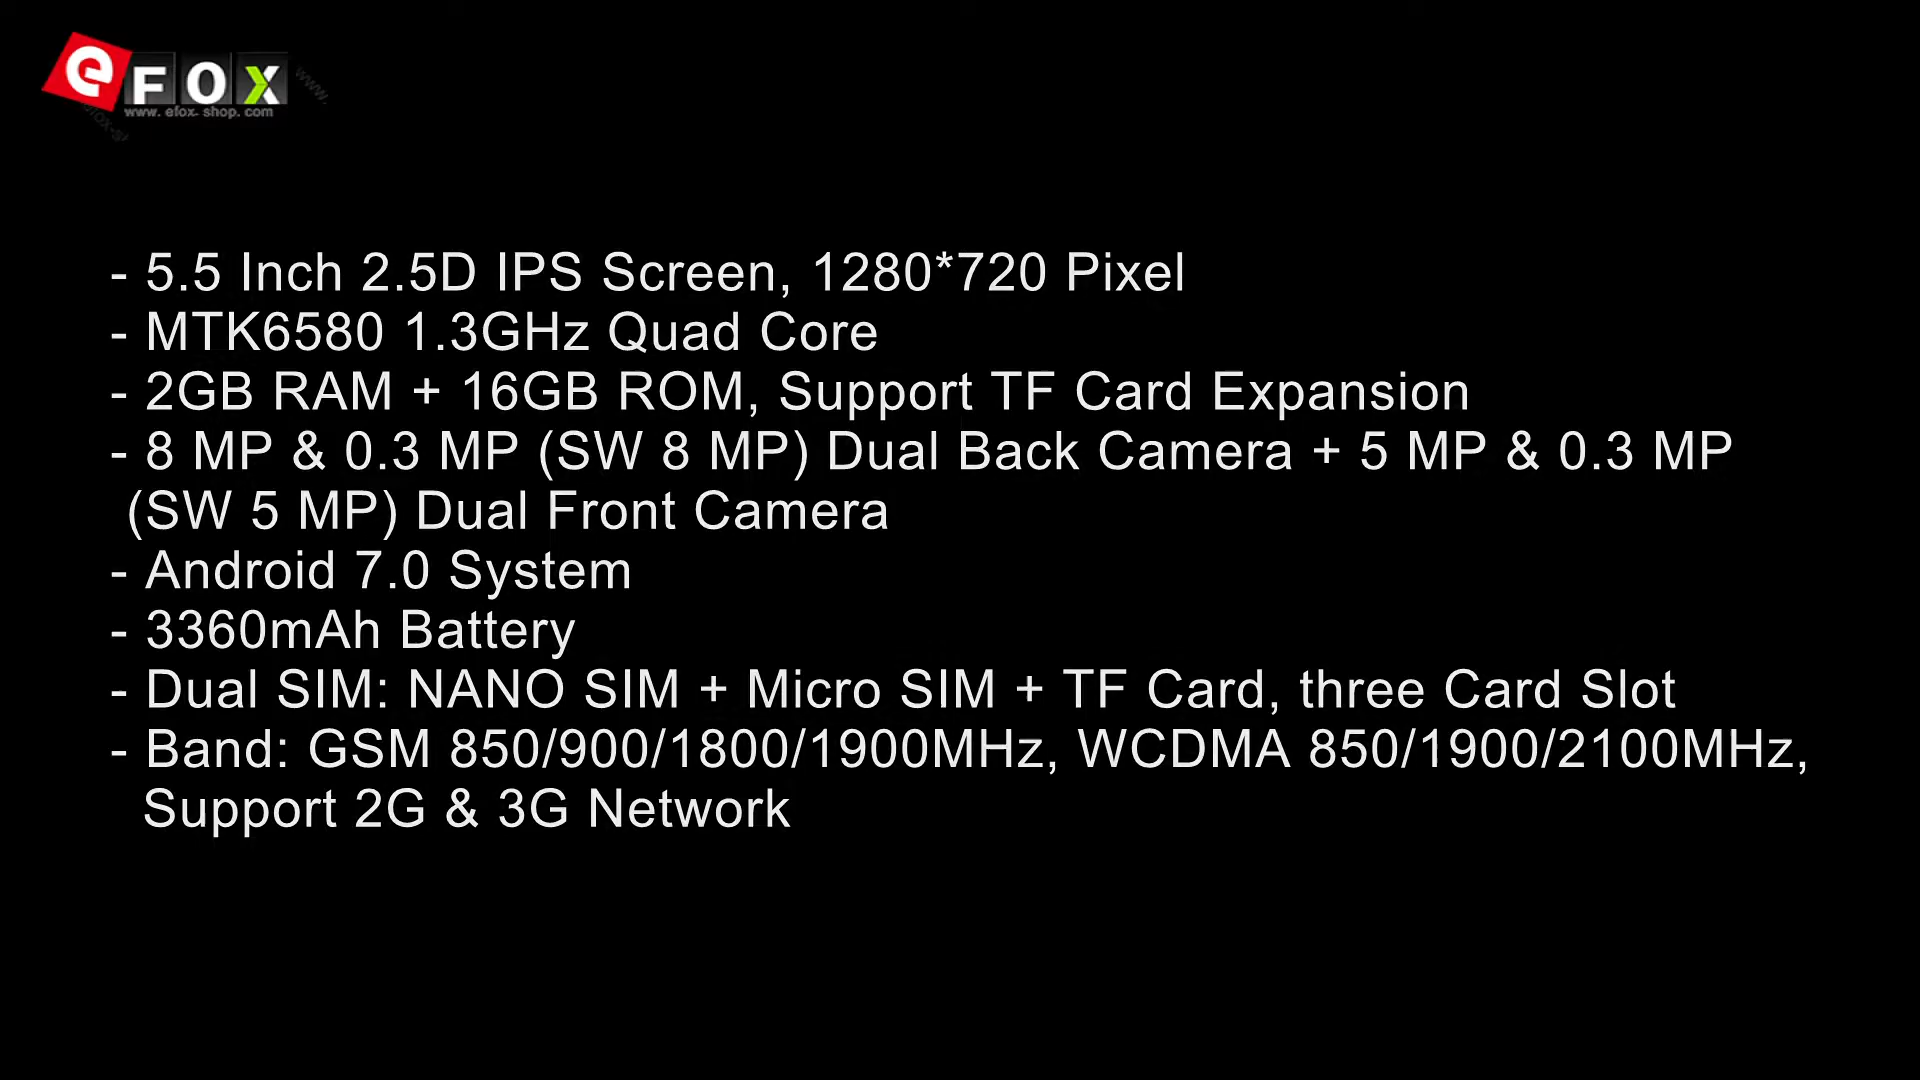 eFOX
www. efox- shop. com
- 5.5 Inch 2.5D IPS Screen, 1280*720 Pixel
- MTK6580 1.3GHz Quad Core
- 2GB RAM + 16GB ROM, Support TF Card Expansion
- 8 MP & 0.3 MP (SW 8 MP) Dual Back Camera + 5 MP & 0.3 MP
(SW 5 MP) Dual Front Camera
- Android 7.0 System
- 3360mAh Battery
- Dual SIM: NANO SIM + Micro SIM + TF Card, three Card Slot
- Band: GSM 850/900/1800/1900MHz, WCDMA 850/1900/2100MHz,
Support 2G & 3G Network